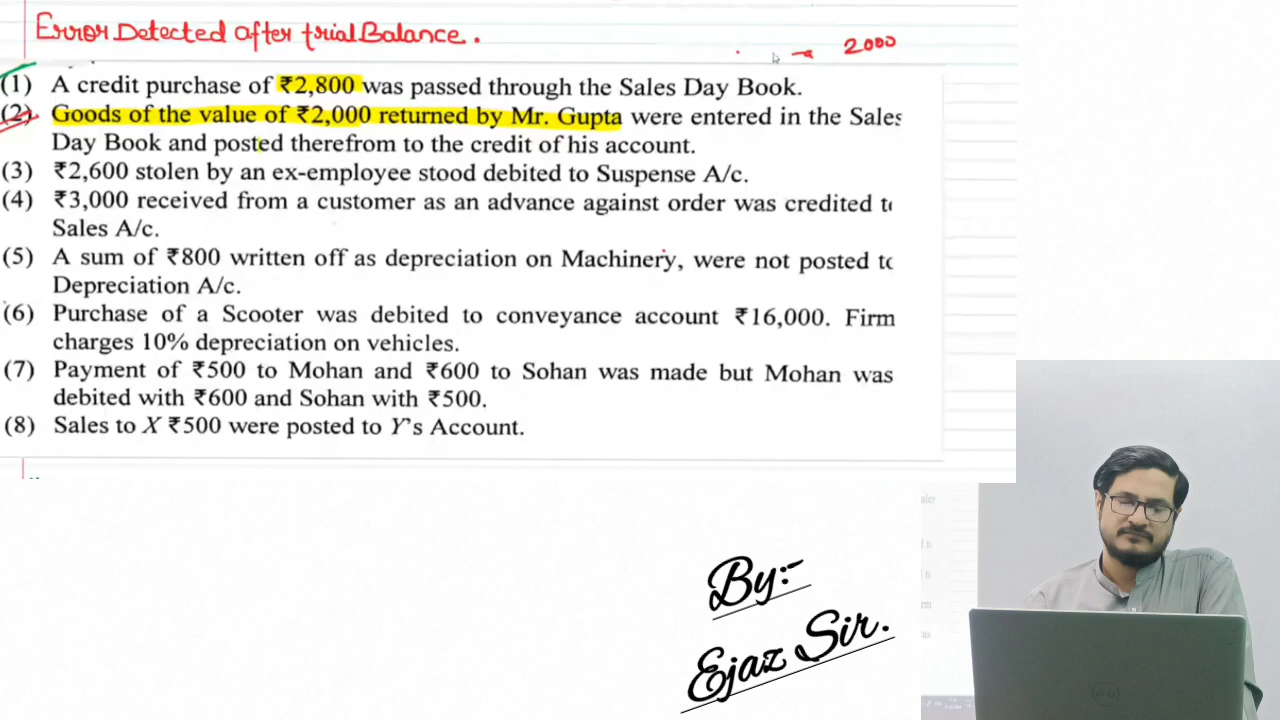 Error Detected after trial Balance.
→ 2000
(1) A credit purchase of ₹2,800 was passed through the Sales Day Book.
(2) Goods of the value of ₹2,000 returned by Mr. Gupta were entered in the Sales
Day Book and posted therefrom to the credit of his account.
(3) ₹2,600 stolen by an ex-employee stood debited to Suspense A/c.
(4) ₹3,000 received from a customer as an advance against order was credited t
Sales A/c.
(5) A sum of ₹800 written off as depreciation on Machinery, were not posted to
Depreciation A/c.
(6) Purchase of a Scooter was debited to conveyance account ₹16,000. Firm
charges 10% depreciation on vehicles.
(7) Payment of ₹500 to Mohan and ₹600 to Sohan was made but Mohan was
debited with ₹600 and Sohan with ₹500.
(8) Sales to X ₹500 were posted to Y's Account.
By:-
Ejaz Sir.